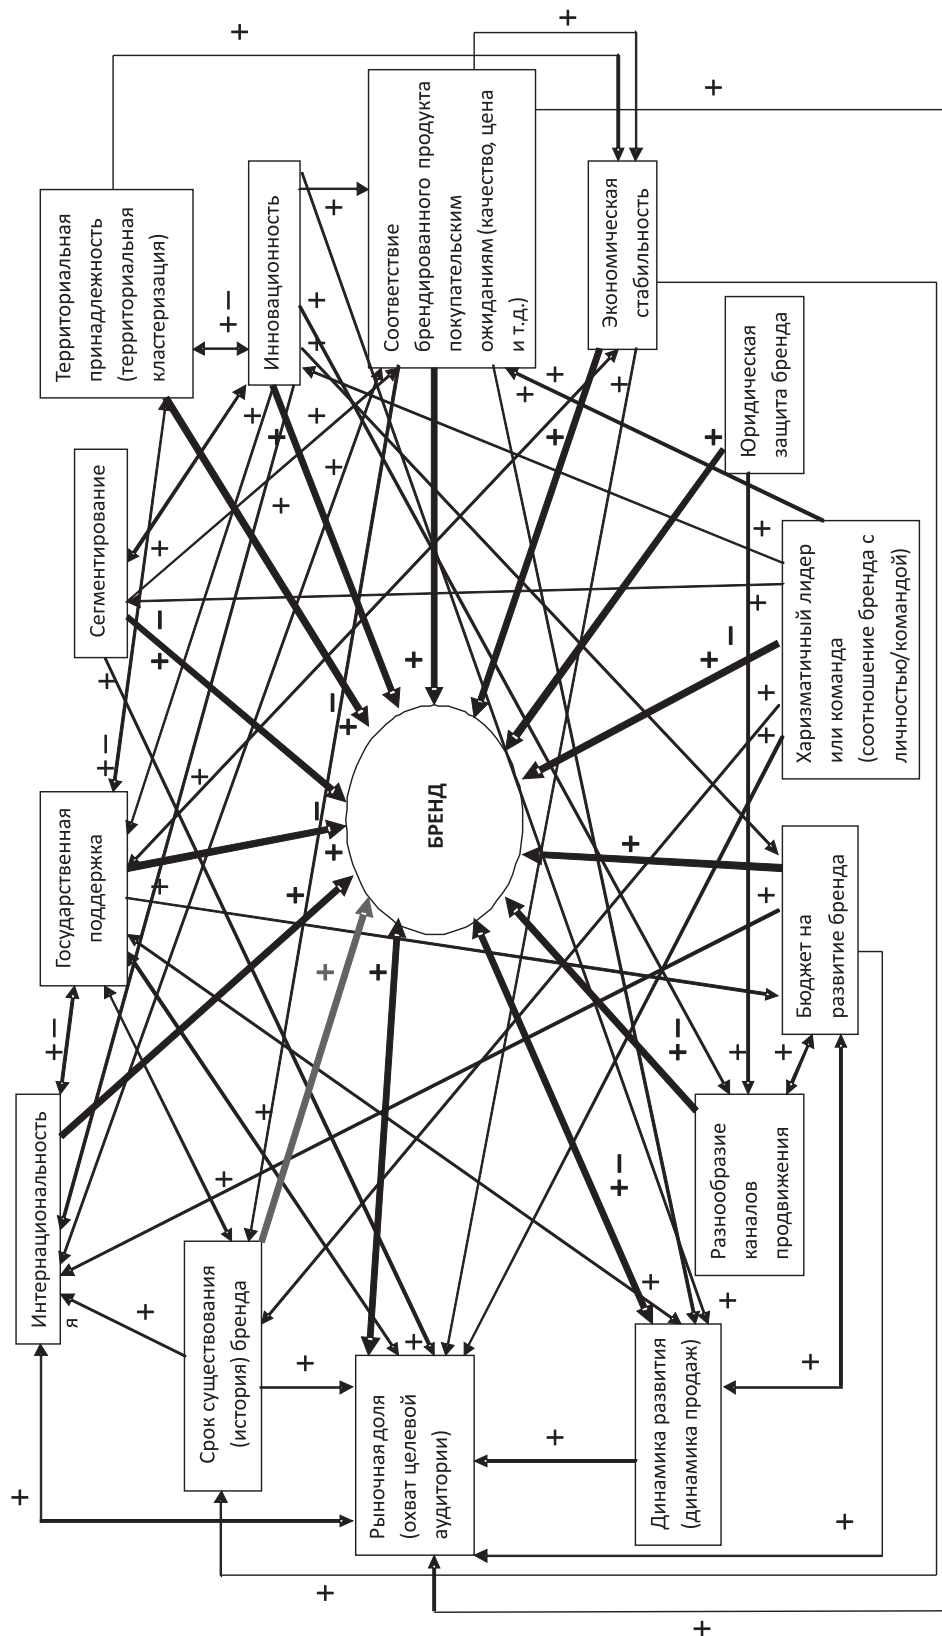 Интернациональность
я
Государственная
поддержка
Сегментирование
Территориальная
принадлежность
(территориальная
кластеризация)
Срок существования
(история) бренда
Инновационность
Рыночная доля
(охват целевой
аудитории)
БРЕНД
Соответствие
брендированного продукта
покупательским
ожиданиям (качество, цена
и т.д.)
Динамика развития
(динамика продаж)
Экономическая
стабильность
Разнообразие
каналов
продвижения
Юридическая
защита бренда
Бюджет на
развитие бренда
Харизматичный лидер
или команда
(соотношение бренда с
личностью/командой)